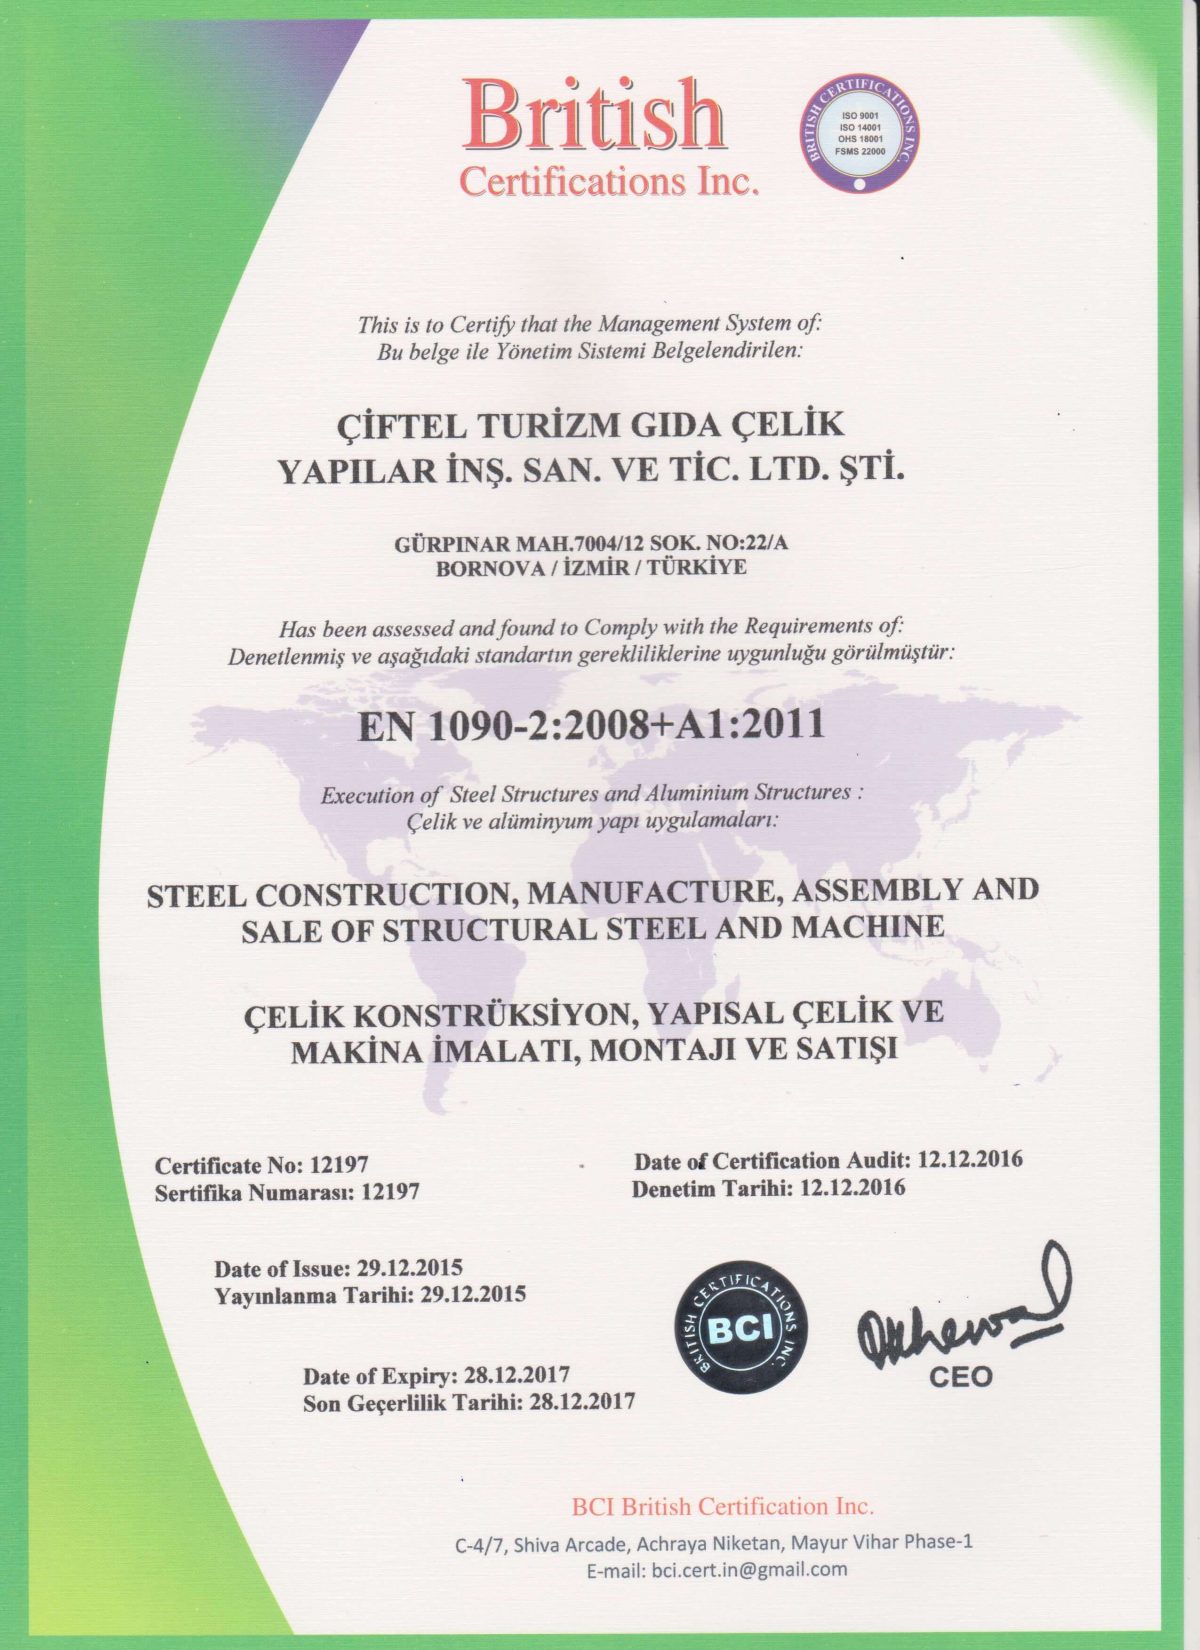 British
Certifications Inc.
BRITISH CERTIFICATIONS INC.
ISO 9001
ISO 14001
OHS 18001
FSMS 22000
This is to Certify that the Management System of:
Bu belge ile Yönetim Sistemi Belgelendirilen:
ÇİFTEL TURİZM GIDA ÇELİK
YAPILAR İNŞ. SAN. VE TİC. LTD. ŞTİ.
GÜRPINAR MAH.7004/12 SOK. NO:22/A
BORNOVA / İZMİR / TÜRKİYE
Has been assessed and found to Comply with the Requirements of:
Denetlenmiş ve aşağıdaki standartın gerekliliklerine uygunluğu görülmüştür:
EN 1090-2:2008+A1:2011
Execution of Steel Structures and Aluminium Structures :
Çelik ve alüminyum yapı uygulamaları:
STEEL CONSTRUCTION, MANUFACTURE, ASSEMBLY AND
SALE OF STRUCTURAL STEEL AND MACHINE
ÇELİK KONSTRÜKSİYON, YAPISAL ÇELİK VE
MAKİNA İMALATI, MONTAJI VE SATIŞI
Certificate No: 12197
Sertifika Numarası: 12197
Date of Certification Audit: 12.12.2016
Denetim Tarihi: 12.12.2016
Date of Issue: 29.12.2015
Yayınlanma Tarihi: 29.12.2015
Date of Expiry: 28.12.2017
Son Geçerlilik Tarihi: 28.12.2017
BRITISH CERTIFICATIONS INC.
BCI
CEO
BCI British Certification Inc.
C-4/7, Shiva Arcade, Achraya Niketan, Mayur Vihar Phase-1
E-mail: bci.cert.in@gmail.com